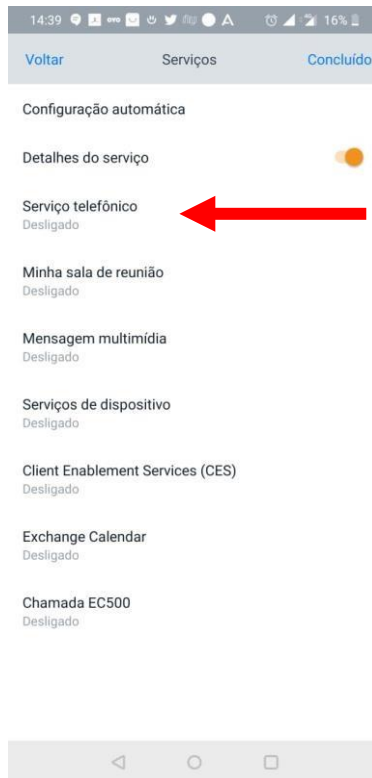 14:39 16%
Voltar Serviços Concluído
Configuração automática
Detalhes do serviço
Serviço telefônico
Desligado
Minha sala de reunião
Desligado
Mensagem multimídia
Desligado
Serviços de dispositivo
Desligado
Client Enablement Services (CES)
Desligado
Exchange Calendar
Desligado
Chamada EC500
Desligado